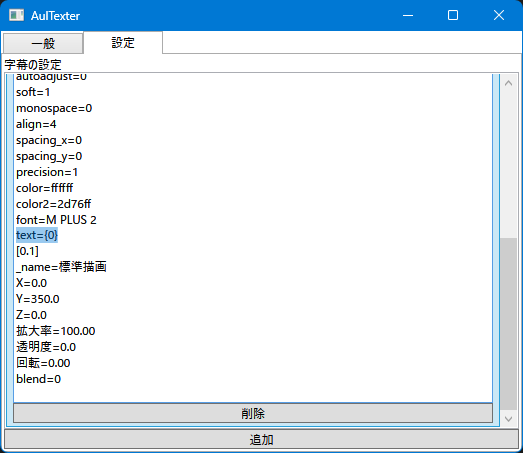 AulTexter
一般
設定
字幕の設定
autoadjust=0
soft=1
monospace=0
align=4
spacing_x=0
spacing_y=0
precision=1
color=ffffff
color2=2d76ff
font=M PLUS 2
text={0}
[0.1]
_name=標準描画
X=0.0
Y=350.0
Z=0.0
拡大率=100.00
透明度=0.0
回転=0.00
blend=0
削除
追加